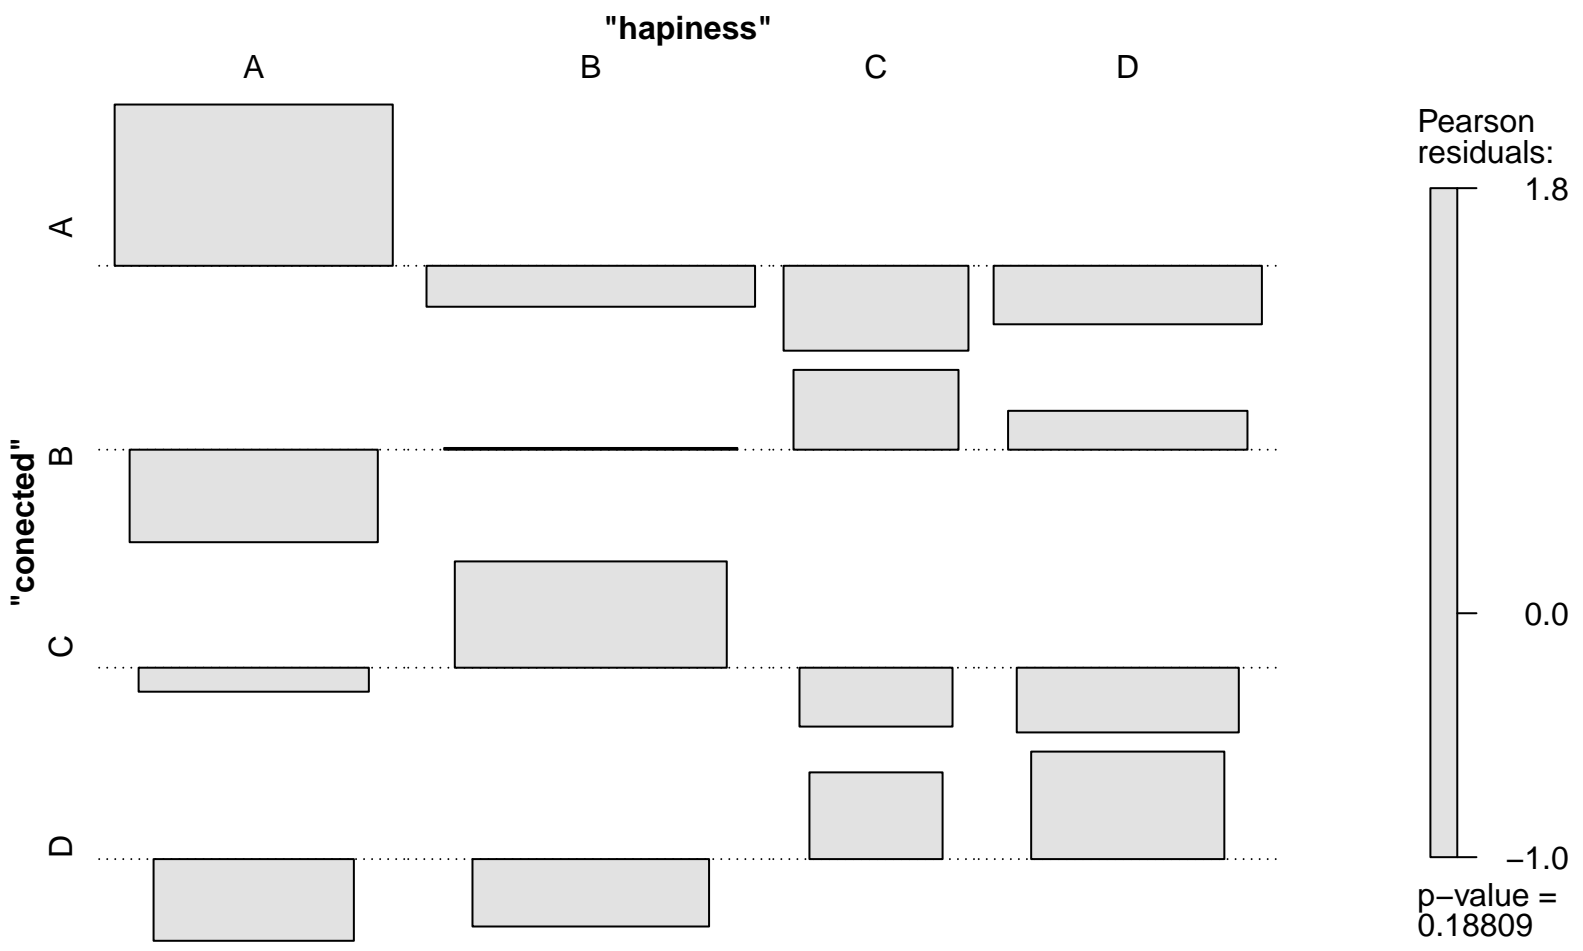 "hapiness"
A B C D
Pearson
residuals:
1.8
0.0
−1.0
p−value =
0.18809
"conected"
A
B
C
D